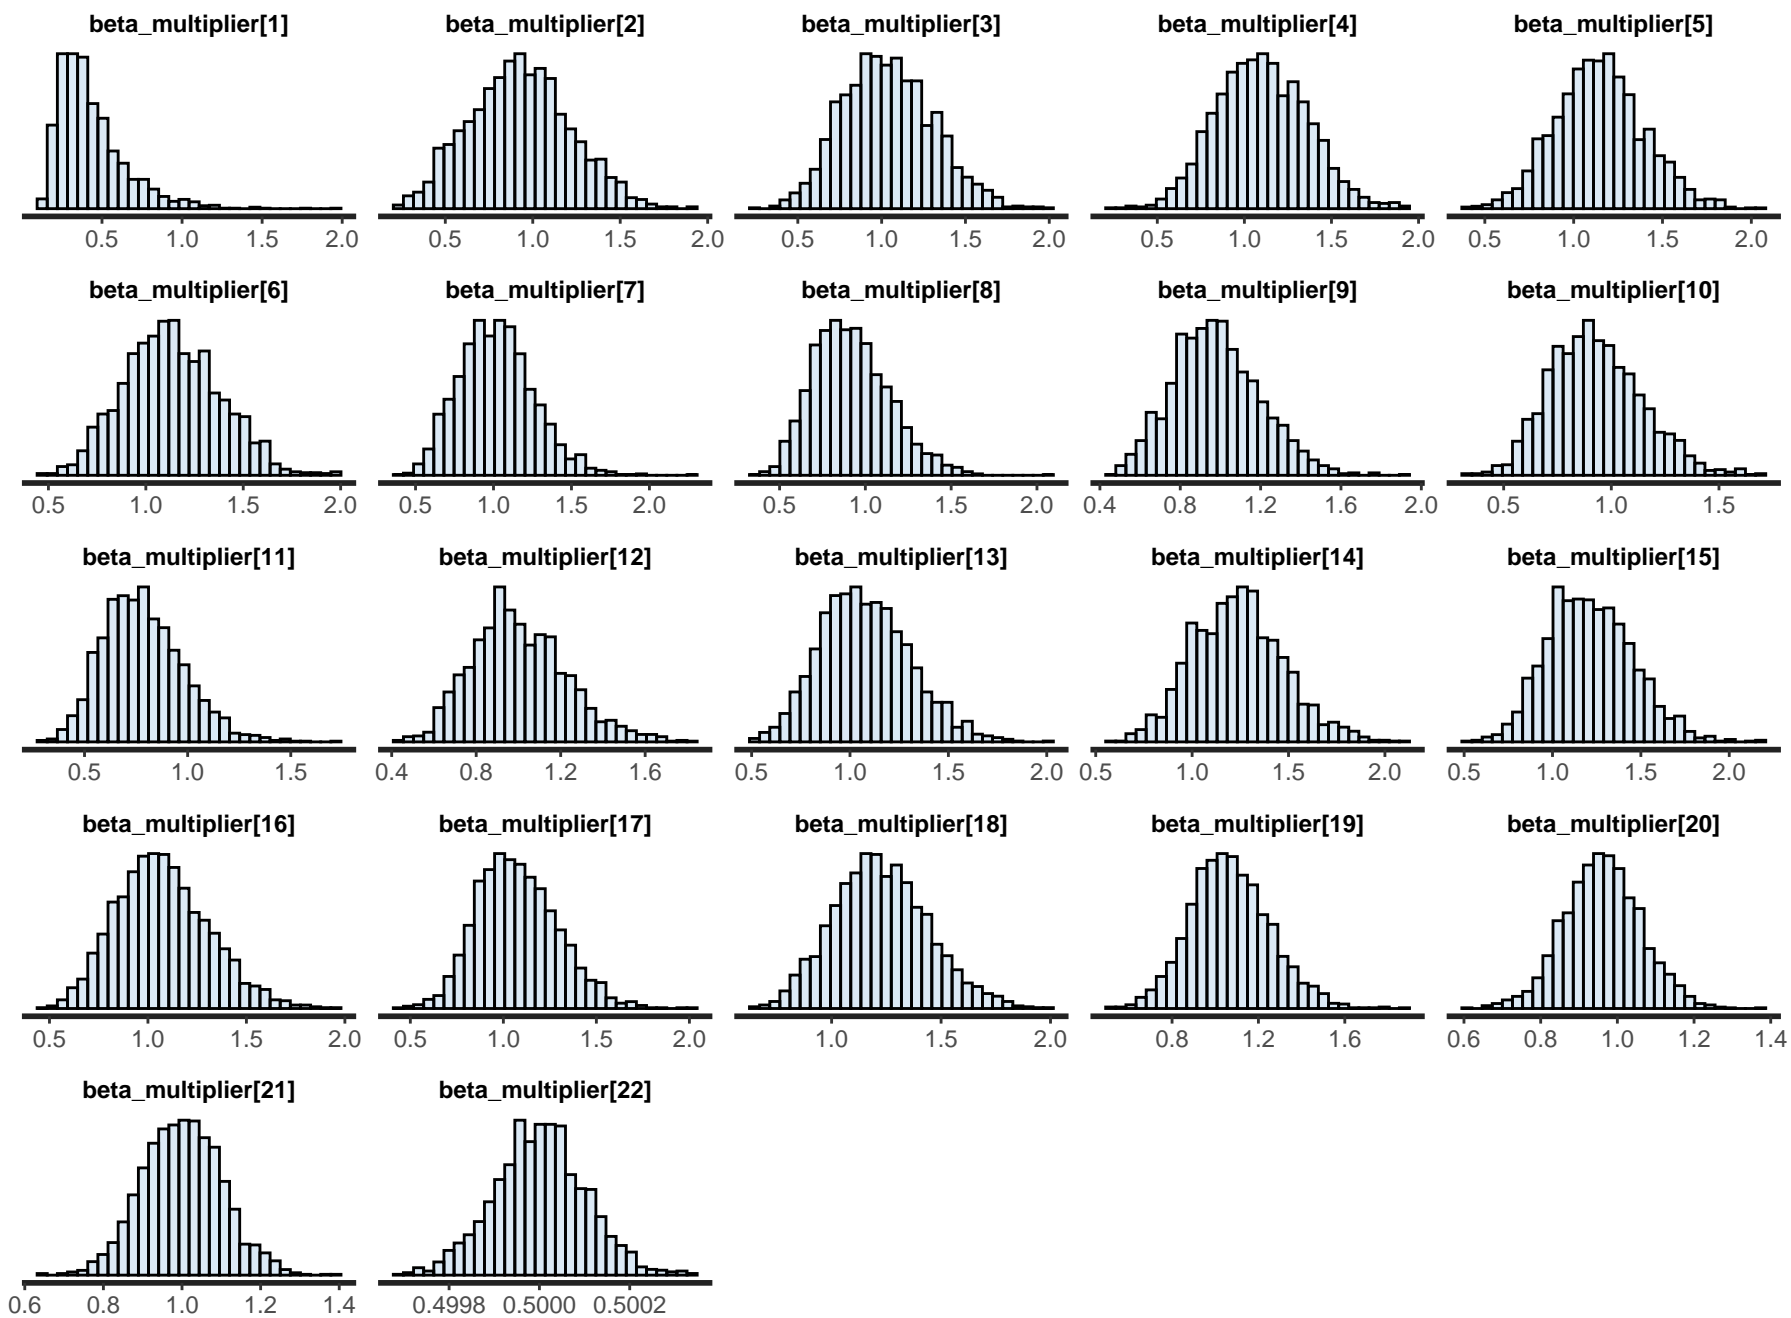 beta_multiplier[1] beta_multiplier[2] beta_multiplier[3] beta_multiplier[4] beta_multiplier[5]
0.5 1.0 1.5 2.0 0.5 1.0 1.5 2.0 0.5 1.0 1.5 2.0 0.5 1.0 1.5 2.0 0.5 1.0 1.5 2.0
beta_multiplier[6] beta_multiplier[7] beta_multiplier[8] beta_multiplier[9] beta_multiplier[10]
0.5 1.0 1.5 2.0 0.5 1.0 1.5 2.0 0.5 1.0 1.5 2.0 0.4 0.8 1.2 1.6 2.0 0.5 1.0 1.5
beta_multiplier[11] beta_multiplier[12] beta_multiplier[13] beta_multiplier[14] beta_multiplier[15]
0.5 1.0 1.5 0.4 0.8 1.2 1.6 0.5 1.0 1.5 2.0 0.5 1.0 1.5 2.0 0.5 1.0 1.5 2.0
beta_multiplier[16] beta_multiplier[17] beta_multiplier[18] beta_multiplier[19] beta_multiplier[20]
0.5 1.0 1.5 2.0 0.5 1.0 1.5 2.0 1.0 1.5 2.0 0.8 1.2 1.6 0.6 0.8 1.0 1.2 1.4
beta_multiplier[21] beta_multiplier[22]
0.6 0.8 1.0 1.2 1.4 0.4998 0.5000 0.5002